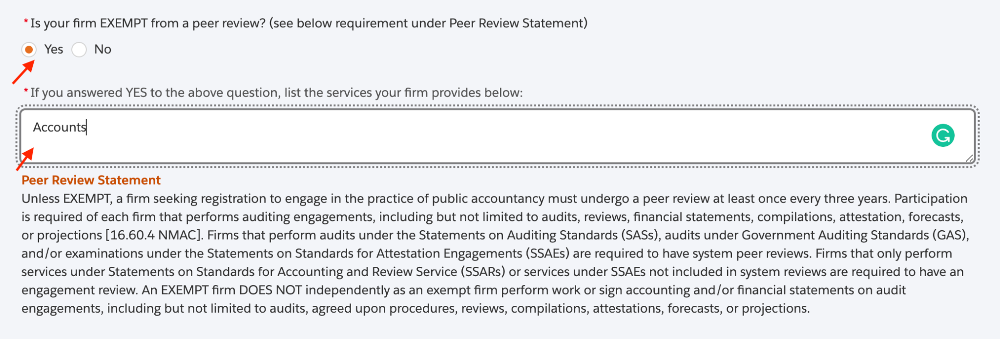 * Is your firm EXEMPT from a peer review? (see below requirement under Peer Review Statement)
Yes No
* If you answered YES to the above question, list the services your firm provides below:
Accounts
Peer Review Statement
Unless EXEMPT, a firm seeking registration to engage in the practice of public accountancy must undergo a peer review at least once every three years. Participation
is required of each firm that performs auditing engagements, including but not limited to audits, reviews, financial statements, compilations, attestation, forecasts,
or projections [16.60.4 NMAC]. Firms that perform audits under the Statements on Auditing Standards (SASs), audits under Government Auditing Standards (GAS),
and/or examinations under the Statements on Standards for Attestation Engagements (SSAEs) are required to have system peer reviews. Firms that only perform
services under Statements on Standards for Accounting and Review Service (SSARs) or services under SSAEs not included in system reviews are required to have an
engagement review. An EXEMPT firm DOES NOT independently as an exempt firm perform work or sign accounting and/or financial statements on audit
engagements, including but not limited to audits, agreed upon procedures, reviews, compilations, attestations, forecasts, or projections.